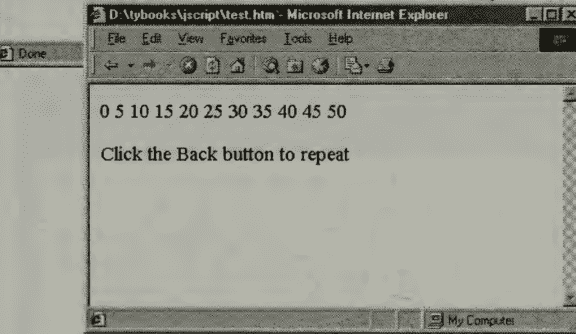 D:\tybooks\jscript\test.htm - Microsoft Internet Explorer
File Edit View Favorites Tools Help
Done
0 5 10 15 20 25 30 35 40 45 50
Click the Back button to repeat
My Computer